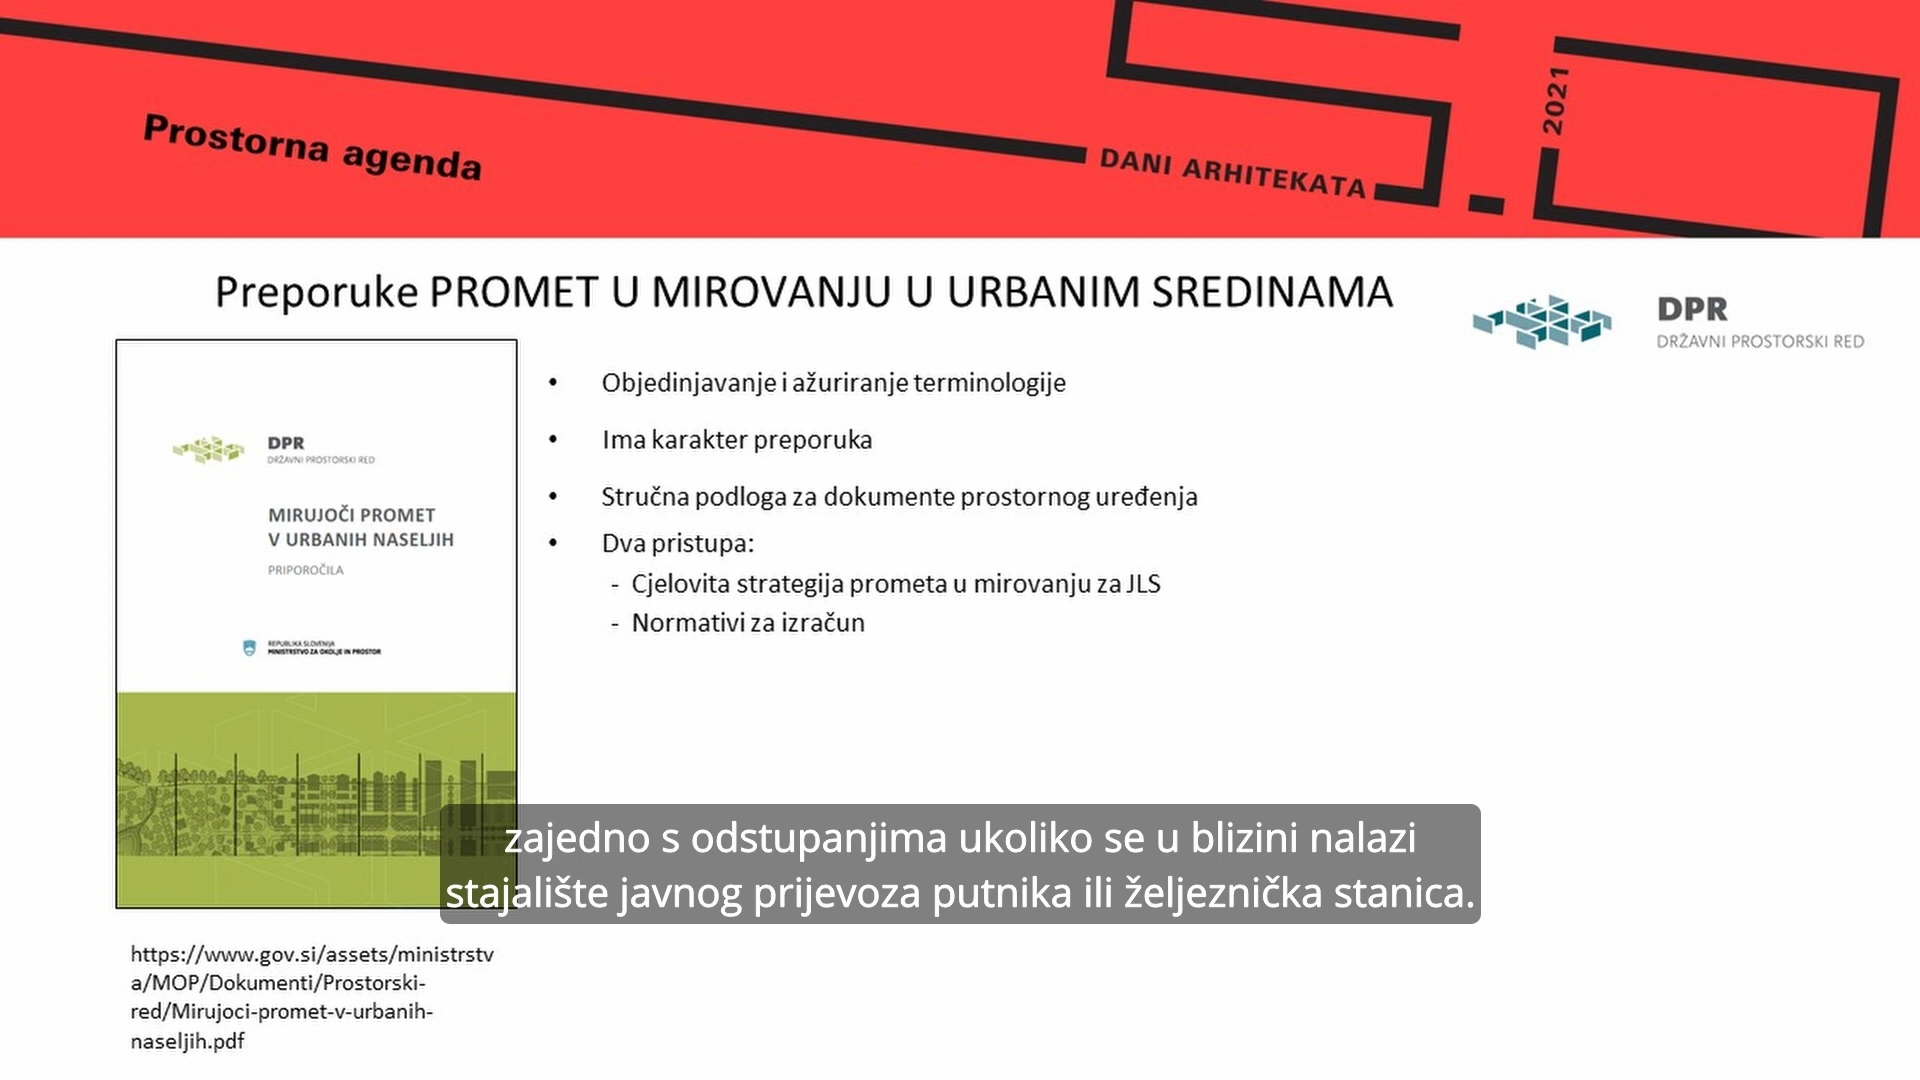 Prostorna agenda
DANI ARHITEKATA
2021
Preporuke PROMET U MIROVANJU U URBANIM SREDINAMA
DPR
DRŽAVNI PROSTORSKI RED
DPR
DRŽAVNI PROSTORSKI RED
MIRUJOČI PROMET
V URBANIH NASELJIH
PRIPOROČILA
REPUBLIKA SLOVENIJA
MINISTRSTVO ZA OKOLJE IN PROSTOR
• Objedinjavanje i ažuriranje terminologije
• Ima karakter preporuka
• Stručna podloga za dokumente prostornog uređenja
• Dva pristupa:
- Cjelovita strategija prometa u mirovanju za JLS
- Normativi za izračun
zajedno s odstupanjima ukoliko se u blizini nalazi
stajalište javnog prijevoza putnika ili željeznička stanica.
https://www.gov.si/assets/ministrstv
a/MOP/Dokumenti/Prostorski-
red/Mirujoci-promet-v-urbanih-
naseljih.pdf